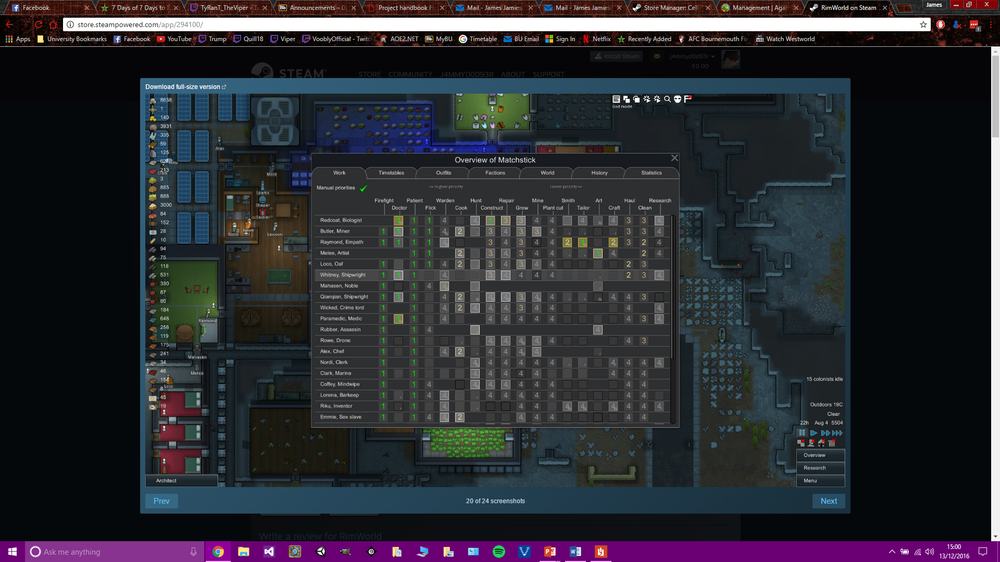 Facebook
7 Days of 7 Days to
TyRanT_TheViper - T
Announcements – 0
Project handbook F
Mail - James Jamies
Mail - James Jamies
Store Manager: Cell
Management | Agar
RimWorld on Steam
James
store.steampowered.com/app/294100/
Apps
University Bookmarks
Facebook
YouTube
Trump
Quill18
Viper
VooblyOfficial - Twitc
AOE2.NET
MyBU
Timetable
BU Email
Sign In
Netflix
Recently Added
AFC Bournemouth Fi
Watch Westworld
Install Steam
j4mmyd0d93r
£0.00
STEAM
STORE COMMUNITY J4MMYD0D93R ABOUT SUPPORT
Download full-size version
8638
1
140
3931
335
59
125
621
213
3
885
888
3000
84
152
28
10
94
75
118
531
330
87
80
184
648
256
119
175
241
34
46
154
8
45
19
God mode
Alex
Riku
Clark
Mole
Sparks
Shaper
Sacriel
Rowe
Nordi
Lawson
Raymond
Mahasen
Melee
Loco
Overview of Matchstick
Work Timetables Outfits Factions World History Statistics
Manual priorities
<= higher priority
lower priority =>
Firefight Patient Warden Hunt Repair Mine Smith Art Haul Research
Doctor Flick Cook Construct Grow Plant cut Tailor Craft Clean
Redcoat, Biologist 1 1 1 4 4 1 3 3 4 4 4 4 3 3 4
Butler, Miner 1 1 1 1 4 2 3 4 3 3 4 3 3 4
Raymond, Empath 1 1 1 1 4 3 4 3 4 4 2 1 2 3 2 4
Melee, Artist 1 1 2 3 4 3 4 4 1 4 2 4
Loco, Oaf 1 1 1 4 2 3 4 3 4 4 2 3
Whitney, Shipwright 1 1 1 4 3 4 4 4 4 2 3 4
Mahasen, Noble 1 1 4 4
Qianqian, Shipwright 1 1 1 4 2 4 4 3 4 4 4 4 3
Wicked, Crime lord 1 1 4 2 4 4 4 3 4 4 4 4
Paramedic, Medic 1 1 1 4 4 4 4 4 4 4 3 4
Rubber, Assassin 1 1 4 4
Rowe, Drone 1 1 4 4 4 4 4 4 3
Alex, Chef 1 1 4 2 4 4 4 4
Nordi, Clerk 1 1 4 4 4 4 4 4 4 4 4 4
Clark, Marine 1 1 4 4 4 4 4 4 4 4
Coffey, Mindwipe 1 1 4 4 4 4 4 4 4 4 4
Lorena, Barkeep 1 1 4 4 4 4 4 4 4 4 4
Riku, Inventor 1 1 4 4 4 4 4 4 4 4 4 4
Emmie, Sex slave 1 1 4 4 2 4 4 4 4 4
15 colonists idle
Outdoors 19C
Clear
22h Aug 4 5504
Overview
Research
Menu
Architect
Prev
20 of 24 screenshots
Next
Write a review for RimWorld
Ask me anything
15:00
13/12/2016